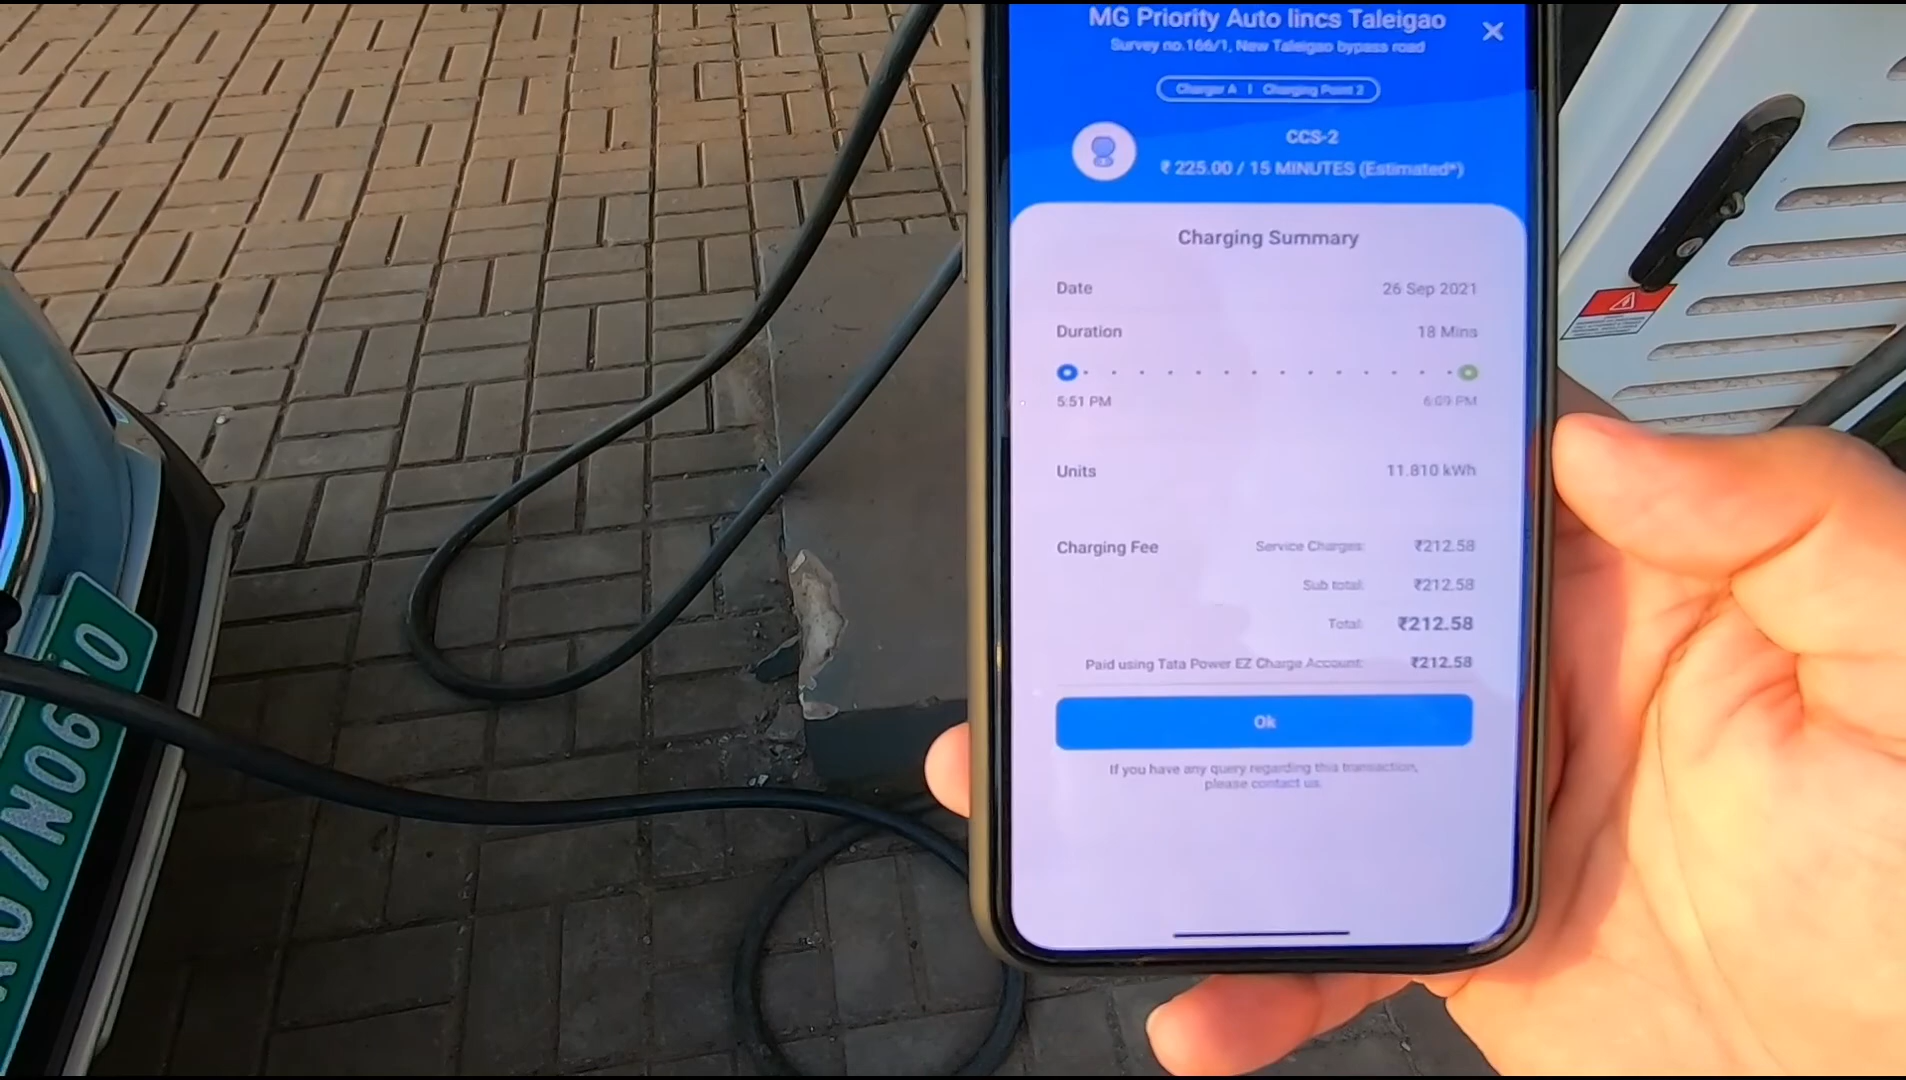 MG Priority Auto lincs Taleigao
Survey no.166/1, New Taleigao bypass road
Charger A | Charging Point 2
CCS-2
₹ 225.00 / 15 MINUTES (Estimated*)
Charging Summary
Date 26 Sep 2021
Duration 18 Mins
5:51 PM 6:09 PM
Units 11.810 kWh
Charging Fee Service Charges: ₹212.58
Sub total: ₹212.58
Total: ₹212.58
Paid using Tata Power EZ Charge Account: ₹212.58
Ok
If you have any query regarding this transaction,
please contact us.